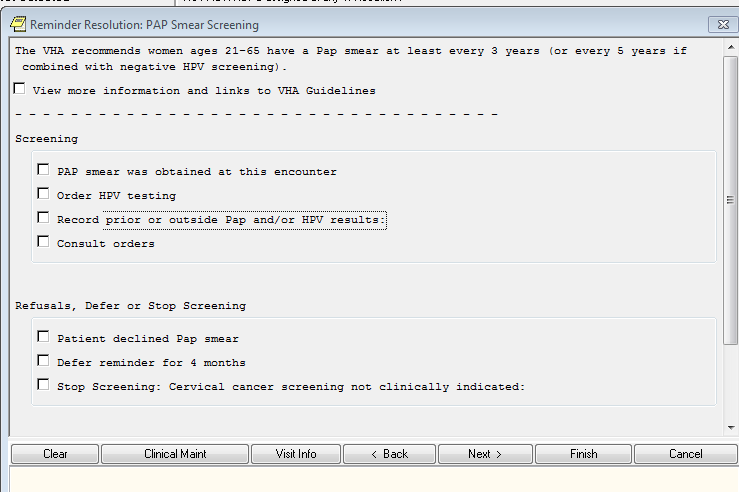 Reminder Resolution: PAP Smear Screening
The VHA recommends women ages 21-65 have a Pap smear at least every 3 years (or every 5 years if
combined with negative HPV screening).
View more information and links to VHA Guidelines
- - - - - - - - - - - - - - - - - - - - - - - - - - - - - - - - - - -
Screening
PAP smear was obtained at this encounter
Order HPV testing
Record prior or outside Pap and/or HPV results:
Consult orders
Refusals, Defer or Stop Screening
Patient declined Pap smear
Defer reminder for 4 months
Stop Screening: Cervical cancer screening not clinically indicated:
Clear Clinical Maint Visit Info < Back Next > Finish Cancel